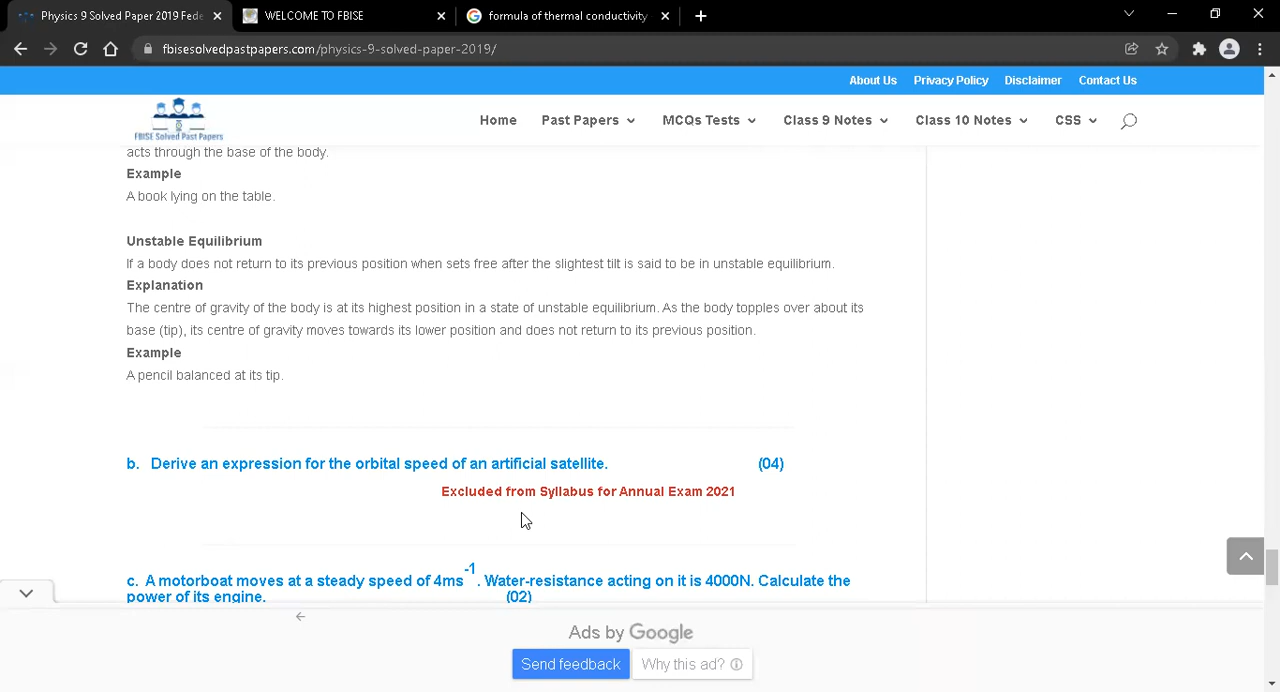 Physics 9 Solved Paper 2019 Fede
WELCOME TO FBISE
formula of thermal conductivity
fbisesolvedpastpapers.com/physics-9-solved-paper-2019/
About Us Privacy Policy Disclaimer Contact Us
FBISE Solved Past Papers
Home Past Papers MCQs Tests Class 9 Notes Class 10 Notes CSS
acts through the base of the body.
Example
A book lying on the table.
Unstable Equilibrium
If a body does not return to its previous position when sets free after the slightest tilt is said to be in unstable equilibrium.
Explanation
The centre of gravity of the body is at its highest position in a state of unstable equilibrium. As the body topples over about its
base (tip), its centre of gravity moves towards its lower position and does not return to its previous position.
Example
A pencil balanced at its tip.
b. Derive an expression for the orbital speed of an artificial satellite. (04)
Excluded from Syllabus for Annual Exam 2021
c. A motorboat moves at a steady speed of 4ms-1. Water-resistance acting on it is 4000N. Calculate the
power of its engine. (02)
Ads by Google
Send feedback Why this ad?